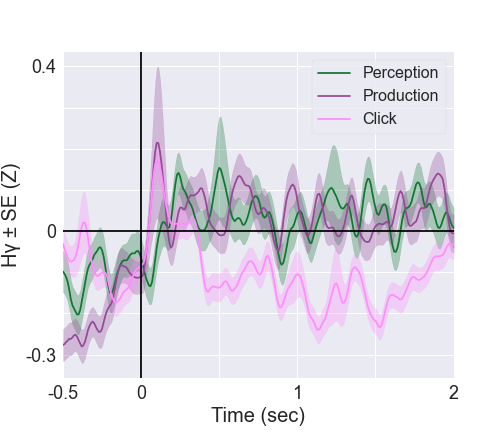 0.4
0
-0.3
Hγ ± SE (Z)
Perception
Production
Click
-0.5
0
1
2
Time (sec)